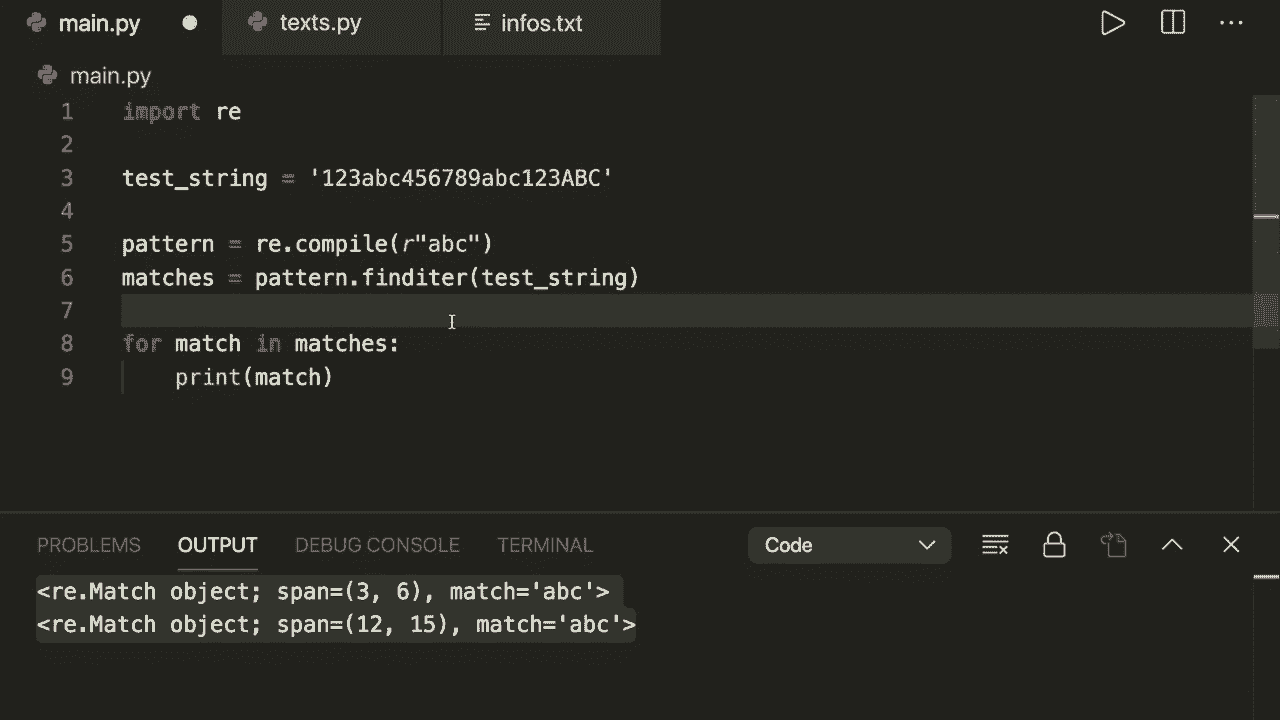 main.py texts.py infos.txt
main.py
1 import re
2
3 test_string = '123abc456789abc123ABC'
4
5 pattern = re.compile(r"abc")
6 matches = pattern.finditer(test_string)
7
8 for match in matches:
9     print(match)
PROBLEMS OUTPUT DEBUG CONSOLE TERMINAL Code
<re.Match object; span=(3, 6), match='abc'>
<re.Match object; span=(12, 15), match='abc'>